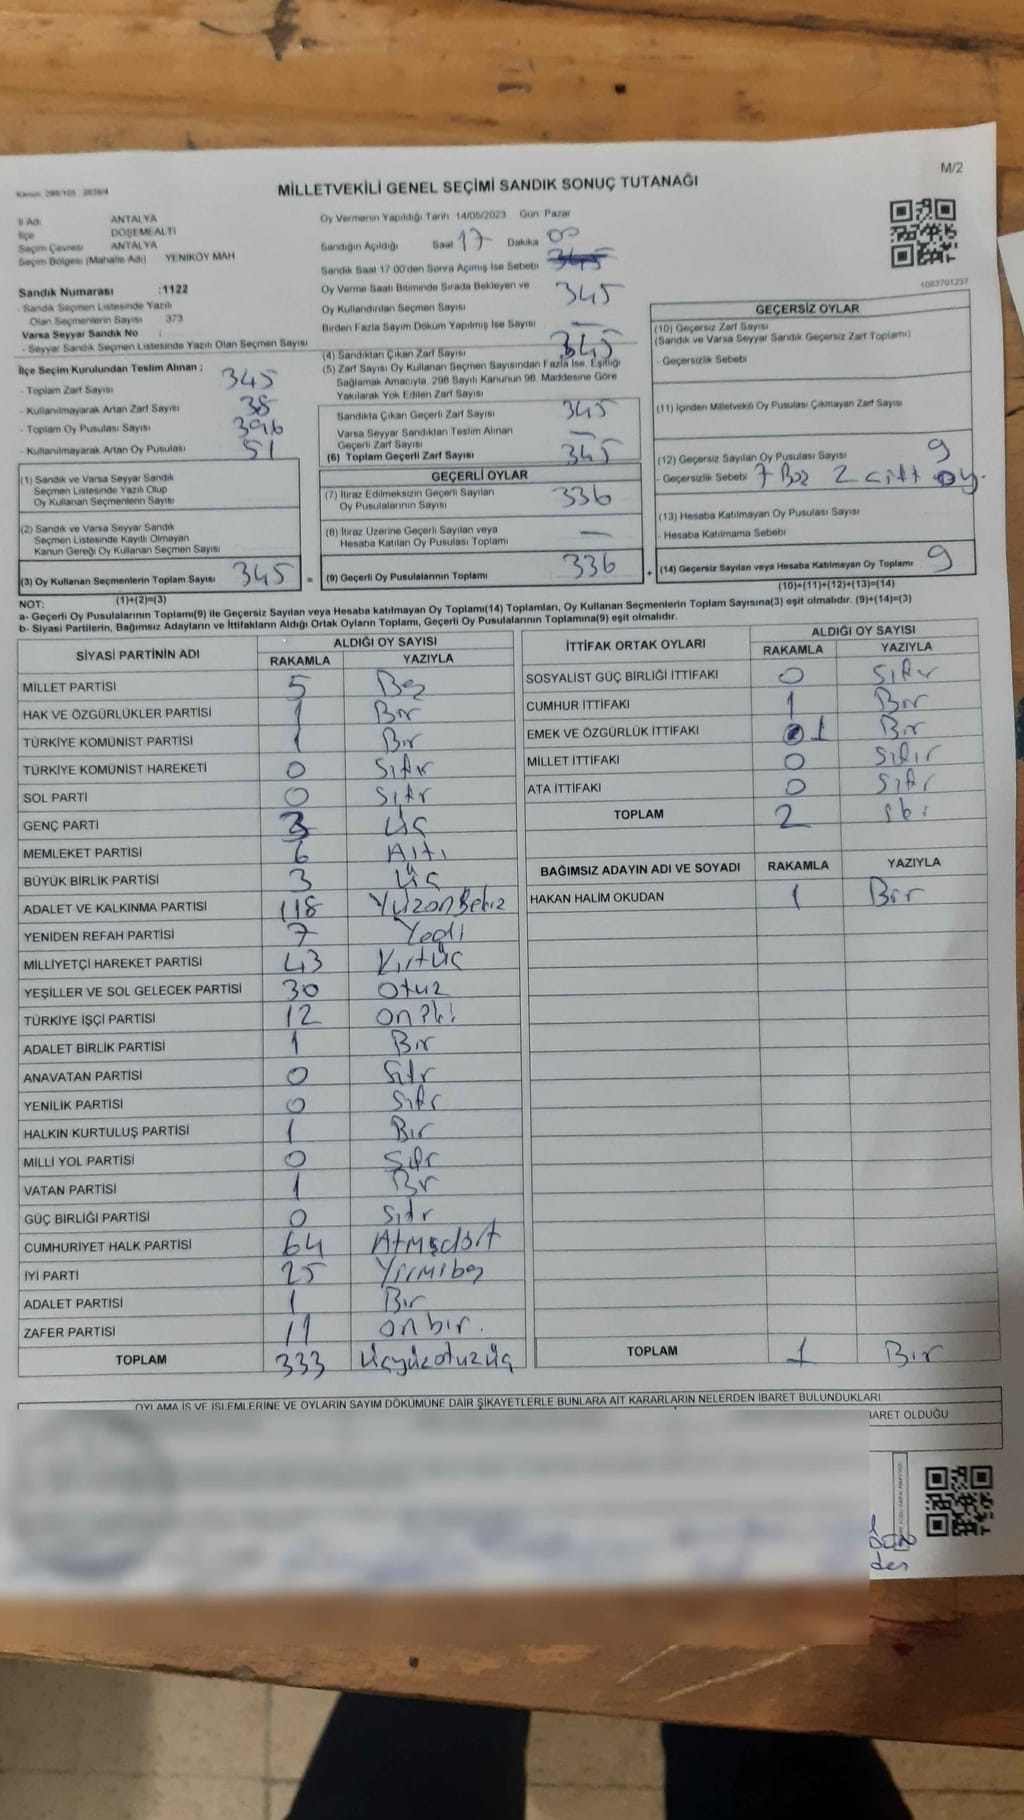 M/2
MİLLETVEKİLİ GENEL SEÇİMİ SANDIK SONUÇ TUTANAĞI
İl Adı ANTALYA
İlçe DÖŞEMEALTI
Seçim Çevresi ANTALYA
Seçim Bölgesi (Mahalle Adı) YENİKÖY MAH
Sandık Numarası :1122
- Sandık Seçmen Listesinde Yazılı
Olan Seçmenlerin Sayısı 373
Varsa Seyyar Sandık No :
- Seyyar Sandık Seçmen Listesinde Yazılı Olan Seçmen Sayısı
İlçe Seçim Kurulundan Teslim Alınan :
- Toplam Zarf Sayısı 345
- Kullanılmayarak Artan Zarf Sayısı 38
- Toplam Oy Pusulası Sayısı 396
- Kullanılmayarak Artan Oy Pusulası 51
(1) Sandık ve Varsa Seyyar Sandık
Seçmen Listesinde Yazılı Olup
Oy Kullanan Seçmenlerin Sayısı
(2) Sandık ve Varsa Seyyar Sandık
Seçmen Listesinde Kayıtlı Olmayan
Kanun Gereği Oy Kullanan Seçmen Sayısı
(3) Oy Kullanan Seçmenlerin Toplam Sayısı 345 =
(1)+(2)=(3)
Oy Vermenin Yapıldığı Tarih 14/05/2023 Gün Pazar
Sandığın Açıldığı Saat 17 Dakika 00
Sandık Saat 17:00'den Sonra Açmış İse Sebebi 345
Oy Verme Saati Bitiminde Sırada Bekleyen ve
Oy Kullandırılan Seçmen Sayısı 345
Birden Fazla Sayım Döküm Yapılmış İse Sayısı —
(4) Sandıktan Çıkan Zarf Sayısı 345
(5) Zarf Sayısı Oy Kullanan Seçmen Sayısından Fazla İse, Eşitliği
Sağlamak Amacıyla, 298 Sayılı Kanunun 98. Maddesine Göre
Yakılarak Yok Edilen Zarf Sayısı
Sandıkta Çıkan Geçerli Zarf Sayısı 345
Varsa Seyyar Sandıktan Teslim Alınan
Geçerli Zarf Sayısı —
(6) Toplam Geçerli Zarf Sayısı 345
GEÇERLİ OYLAR
(7) İtiraz Edilmeksizin Geçerli Sayılan
Oy Pusulalarının Sayısı 336
(8) İtiraz Üzerine Geçerli Sayılan veya
Hesaba Katılan Oy Pusulası Toplamı —
(9) Geçerli Oy Pusulalarının Toplamı 336 +
1083701237
GEÇERSİZ OYLAR
(10) Geçersiz Zarf Sayısı
(Sandık ve Varsa Seyyar Sandık Geçersiz Zarf Toplamı)
- Geçersizlik Sebebi
(11) İçinden Milletvekili Oy Pusulası Çıkmayan Zarf Sayısı
(12) Geçersiz Sayılan Oy Pusulası Sayısı 9
- Geçersizlik Sebebi 7 Boş 2 çift oy.
(13) Hesaba Katılmayan Oy Pusulası Sayısı
- Hesaba Katılmama Sebebi
(14) Geçersiz Sayılan veya Hesaba Katılmayan Oy Toplamı 9
(10)+(11)+(12)+(13)=(14)
NOT:
a- Geçerli Oy Pusulalarının Toplamı(9) ile Geçersiz Sayılan veya Hesaba katılmayan Oy Toplamı(14) Toplamları, Oy Kullanan Seçmenlerin Toplam Sayısına(3) eşit olmalıdır. (9)+(14)=(3)
b- Siyasi Partilerin, Bağımsız Adayların ve İttifakların Aldığı Ortak Oyların Toplamı, Geçerli Oy Pusulalarının Toplamına(9) eşit olmalıdır.
SİYASİ PARTİNİN ADI ALDIĞI OY SAYISI
RAKAMLA YAZIYLA
MİLLET PARTİSİ 5 Beş
HAK VE ÖZGÜRLÜKLER PARTİSİ 1 Bir
TÜRKİYE KOMÜNİST PARTİSİ 1 Bir
TÜRKİYE KOMÜNİST HAREKETİ 0 Sıfır
SOL PARTİ 0 Sıfır
GENÇ PARTİ 3 Üç
MEMLEKET PARTİSİ 6 Altı
BÜYÜK BİRLİK PARTİSİ 3 Üç
ADALET VE KALKINMA PARTİSİ 118 Yüzonsekiz
YENİDEN REFAH PARTİSİ 7 Yedi
MİLLİYETÇİ HAREKET PARTİSİ 43 Kırküç
YEŞİLLER VE SOL GELECEK PARTİSİ 30 Otuz
TÜRKİYE İŞÇİ PARTİSİ 12 Oniki
ADALET BİRLİK PARTİSİ 1 Bir
ANAVATAN PARTİSİ 0 Sıfır
YENİLİK PARTİSİ 0 Sıfır
HALKIN KURTULUŞ PARTİSİ 1 Bir
MİLLİ YOL PARTİSİ 0 Sıfır
VATAN PARTİSİ 1 Bir
GÜÇ BİRLİĞİ PARTİSİ 0 Sıfır
CUMHURİYET HALK PARTİSİ 64 Atmışdört
İYİ PARTİ 25 Yirmibeş
ADALET PARTİSİ 1 Bir
ZAFER PARTİSİ 11 onbir.
TOPLAM 333 Üçyüzotuzüç
İTTİFAK ORTAK OYLARI ALDIĞI OY SAYISI
RAKAMLA YAZIYLA
SOSYALİST GÜÇ BİRLİĞİ İTTİFAKI 0 Sıfır
CUMHUR İTTİFAKI 1 Bir
EMEK VE ÖZGÜRLÜK İTTİFAKI 1 Bir
MİLLET İTTİFAKI 0 Sıfır
ATA İTTİFAKI 0 Sıfır
TOPLAM 2 iki
BAĞIMSIZ ADAYIN ADI VE SOYADI RAKAMLA YAZIYLA
HAKAN HALİM OKUDAN 1 Bir
TOPLAM 1 Bir
OYLAMA İŞ VE İŞLEMLERİNE VE OYLARIN SAYIM DÖKÜMÜNE DAİR ŞİKAYETLERLE BUNLARA AİT KARARLARIN NELERDEN İBARET BULUNDUKLARI
İBARET OLDUĞU